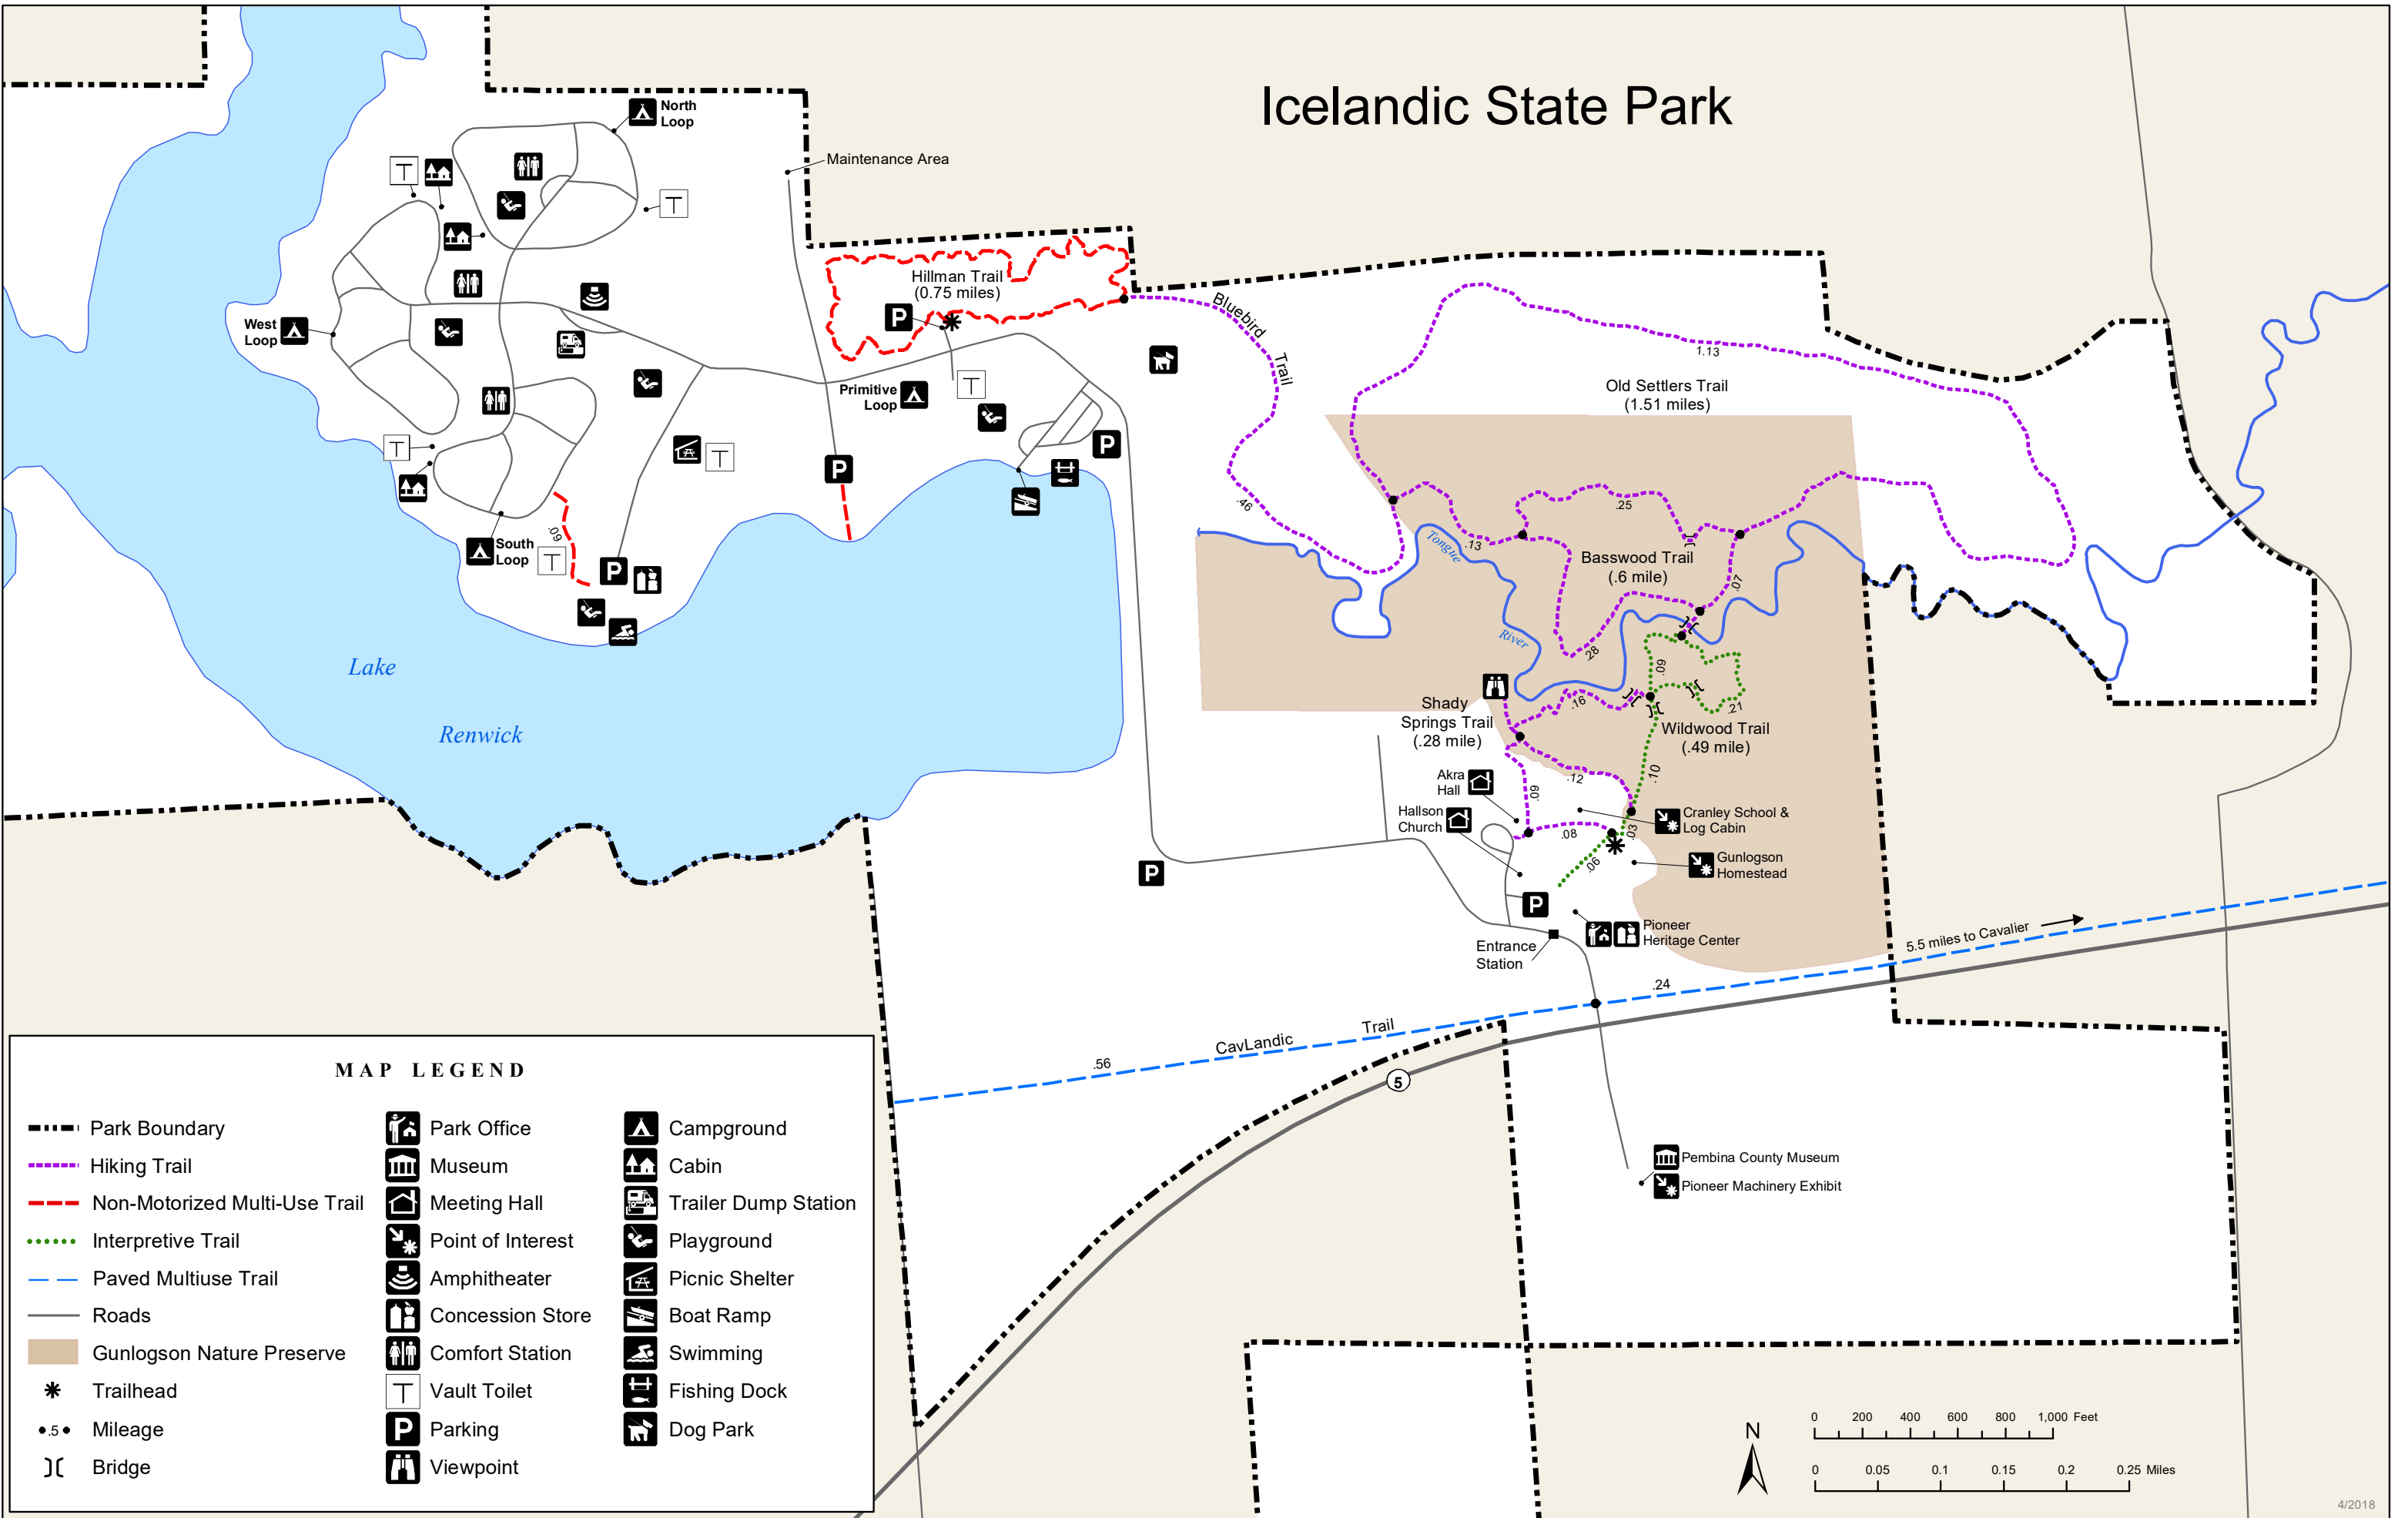 Icelandic State Park
North
Loop
Maintenance Area
Hillman Trail
(0.75 miles)
Bluebird
Trail
West
Loop
1.13
Old Settlers Trail
(1.51 miles)
Primitive
Loop
.46
.25
.13
Tongue
Basswood Trail
(.6 mile)
.09
South
Loop
.07
River
.28
Lake
.09
Shady
Springs Trail
(.28 mile)
.16
.21
Wildwood Trail
(.49 mile)
Renwick
.12
.10
Akra
Hall
.09
Hallson
Church
Cranley School &
Log Cabin
.08
.03
.06
Gunlogson
Homestead
Pioneer
Heritage Center
Entrance
Station
5.5 miles to Cavalier
.24
CavLandic
Trail
.56
5
Pembina County Museum
Pioneer Machinery Exhibit
MAP LEGEND
Park Boundary
Hiking Trail
Non-Motorized Multi-Use Trail
Interpretive Trail
Paved Multiuse Trail
Roads
Gunlogson Nature Preserve
Trailhead
.5
Mileage
Bridge
Park Office
Museum
Meeting Hall
Point of Interest
Amphitheater
Concession Store
Comfort Station
Vault Toilet
P
Parking
Viewpoint
Campground
Cabin
Trailer Dump Station
Playground
Picnic Shelter
Boat Ramp
Swimming
Fishing Dock
Dog Park
N
0 200 400 600 800 1,000 Feet
0 0.05 0.1 0.15 0.2 0.25 Miles
4/2018